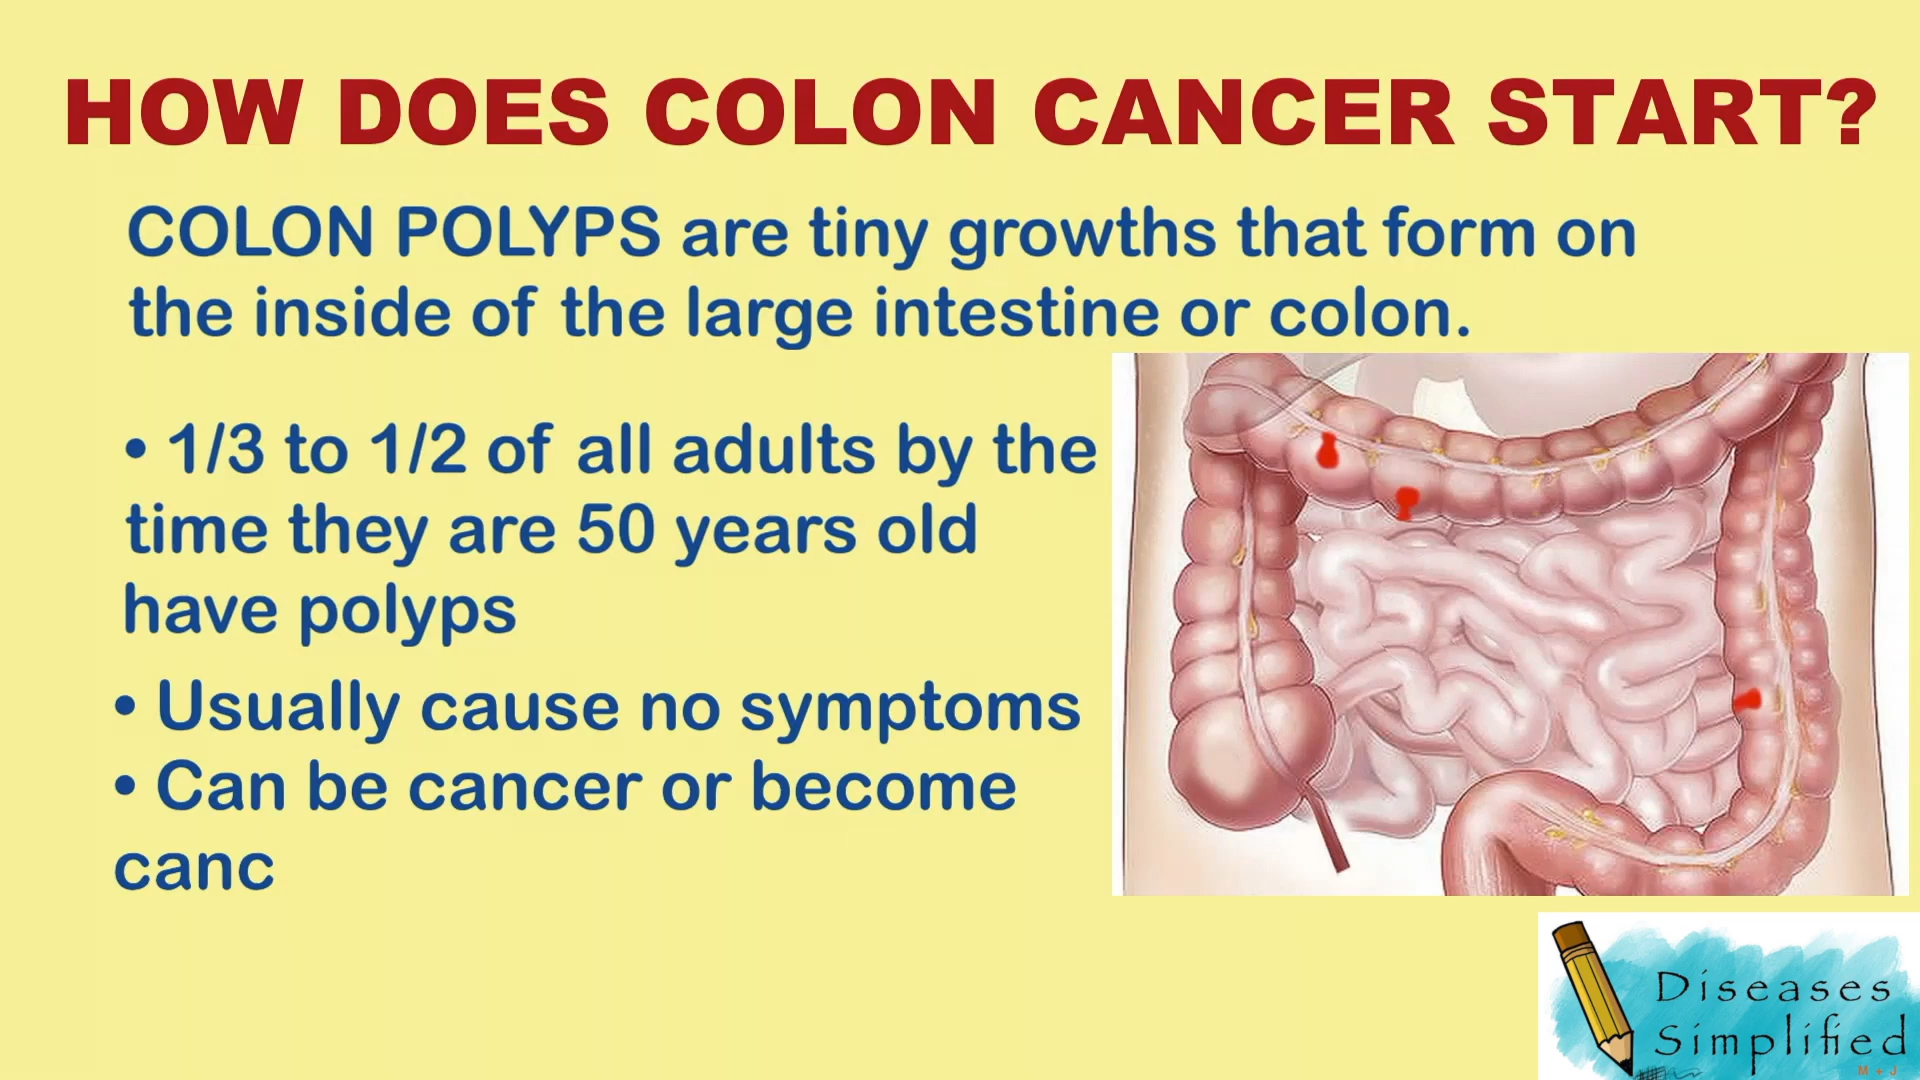 HOW DOES COLON CANCER START?
COLON POLYPS are tiny growths that form on
the inside of the large intestine or colon.
• 1/3 to 1/2 of all adults by the
time they are 50 years old
have polyps
• Usually cause no symptoms
• Can be cancer or become
canc
Diseases
Simplified
M + J